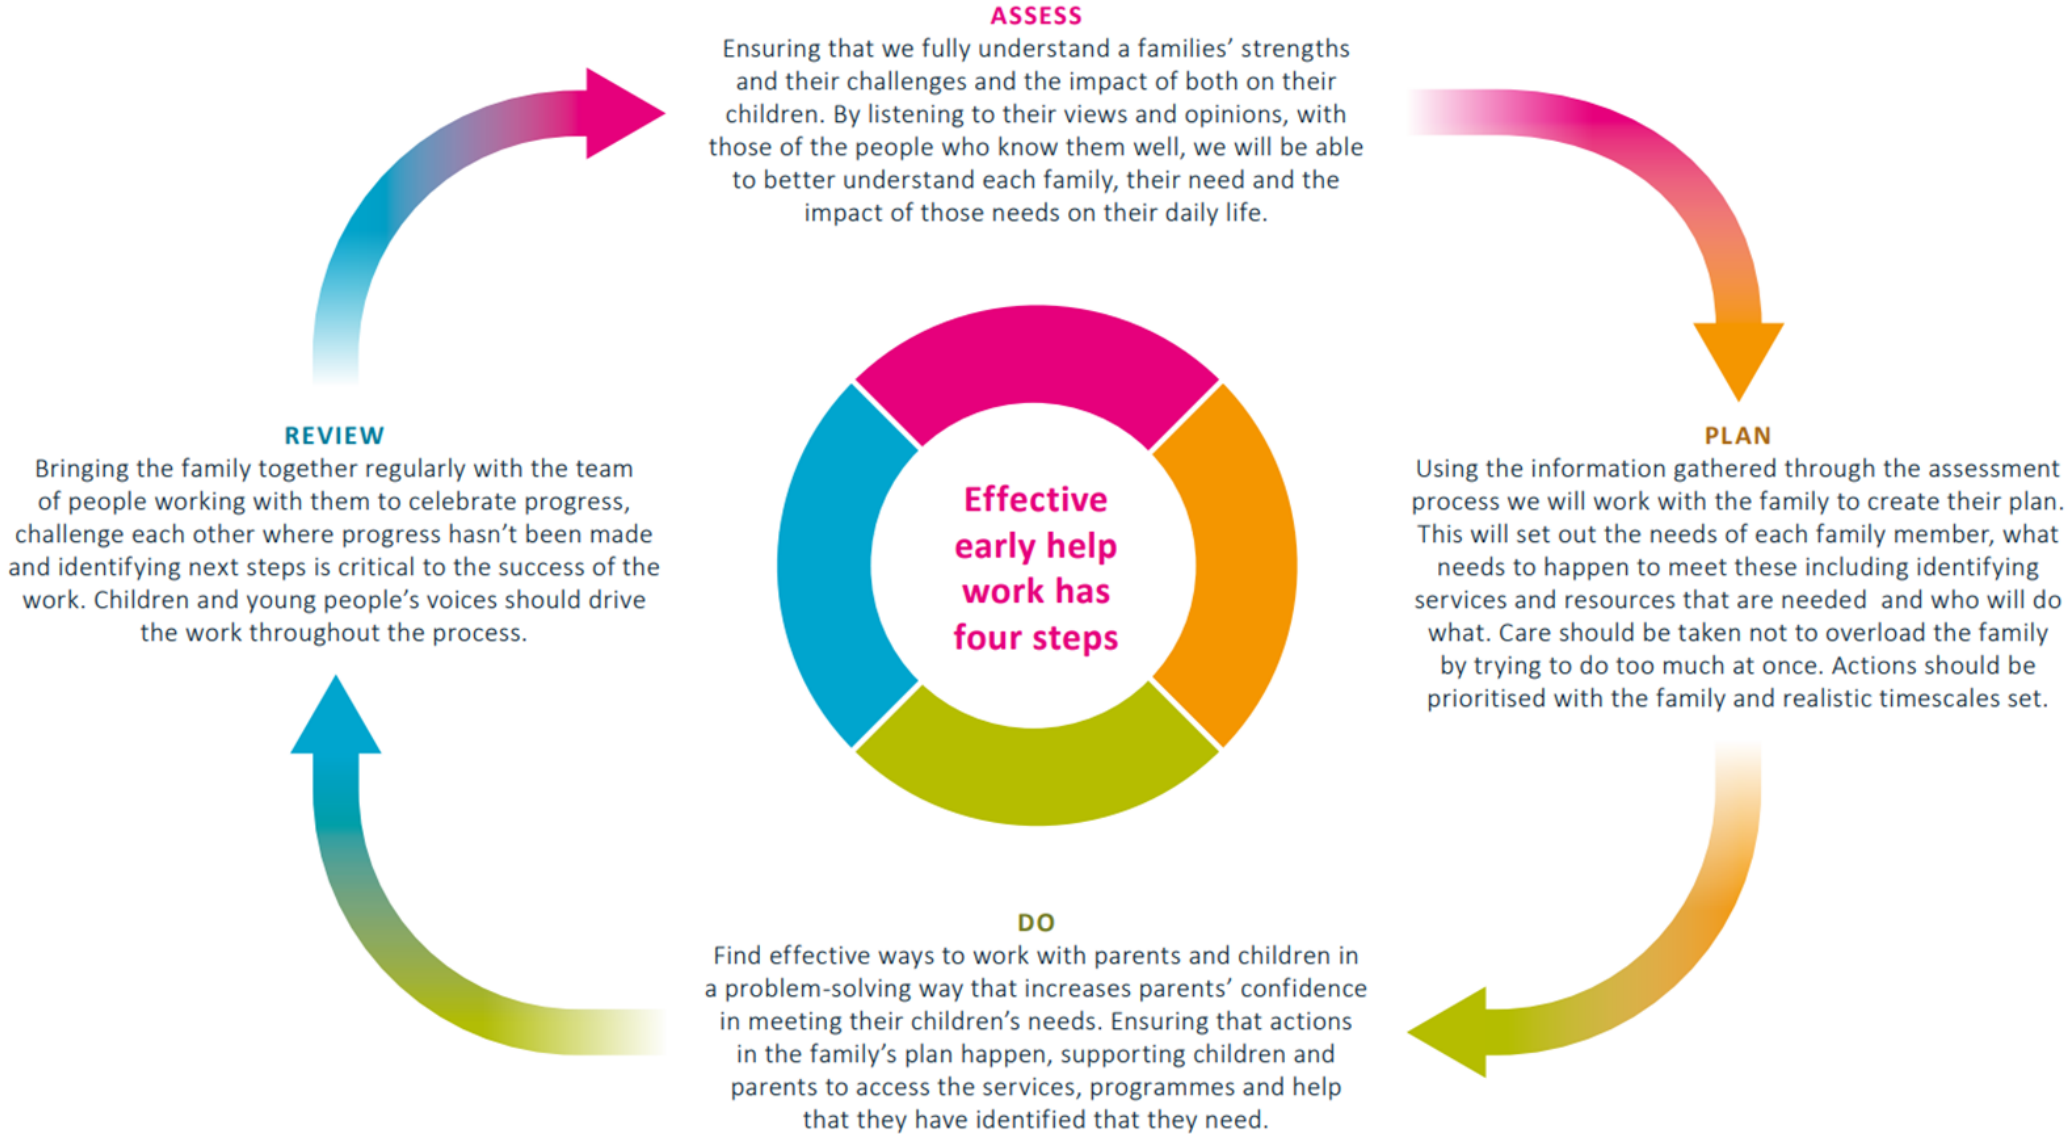 ASSESS
Ensuring that we fully understand a families’ strengths
and their challenges and the impact of both on their
children. By listening to their views and opinions, with
those of the people who know them well, we will be able
to better understand each family, their need and the
impact of those needs on their daily life.
PLAN
Using the information gathered through the assessment
process we will work with the family to create their plan.
This will set out the needs of each family member, what
needs to happen to meet these including identifying
services and resources that are needed and who will do
what. Care should be taken not to overload the family
by trying to do too much at once. Actions should be
prioritised with the family and realistic timescales set.
DO
Find effective ways to work with parents and children in
a problem-solving way that increases parents’ confidence
in meeting their children’s needs. Ensuring that actions
in the family’s plan happen, supporting children and
parents to access the services, programmes and help
that they have identified that they need.
REVIEW
Bringing the family together regularly with the team
of people working with them to celebrate progress,
challenge each other where progress hasn’t been made
and identifying next steps is critical to the success of the
work. Children and young people’s voices should drive
the work throughout the process.
Effective
early help
work has
four steps